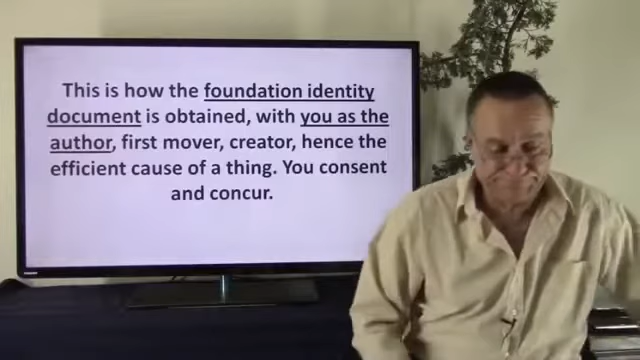 This is how the foundation identity
document is obtained, with you as the
author, first mover, creator, hence the
efficient cause of a thing. You consent
and concur.